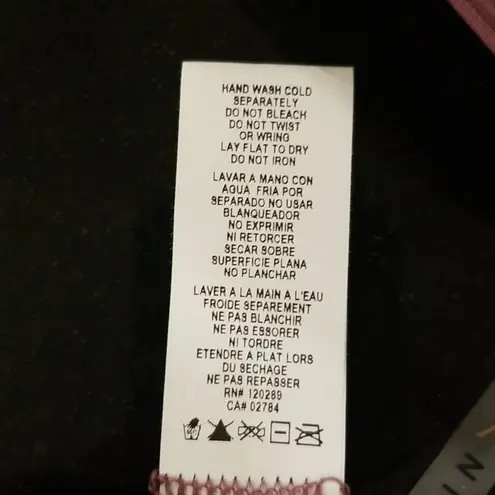 HAND WASH COLD
SEPARATELY
DO NOT BLEACH
DO NOT TWIST
OR WRING
LAY FLAT TO DRY
DO NOT IRON
LAVAR A MANO CON
AGUA FRIA POR
SEPARADO NO USAR
BLANQUEADOR
NO EXPRIMIR
NI RETORCER
SECAR SOBRE
SUPERFICIE PLANA
NO PLANCHAR
LAVER A LA MAIN A L'EAU
FROIDE SEPAREMENT
NE PAS BLANCHIR
NE PAS ESSORER
NI TORDRE
ETENDRE A PLAT LORS
DU SECHAGE
NE PAS REPASSER
RN# 120289
CA# 02784